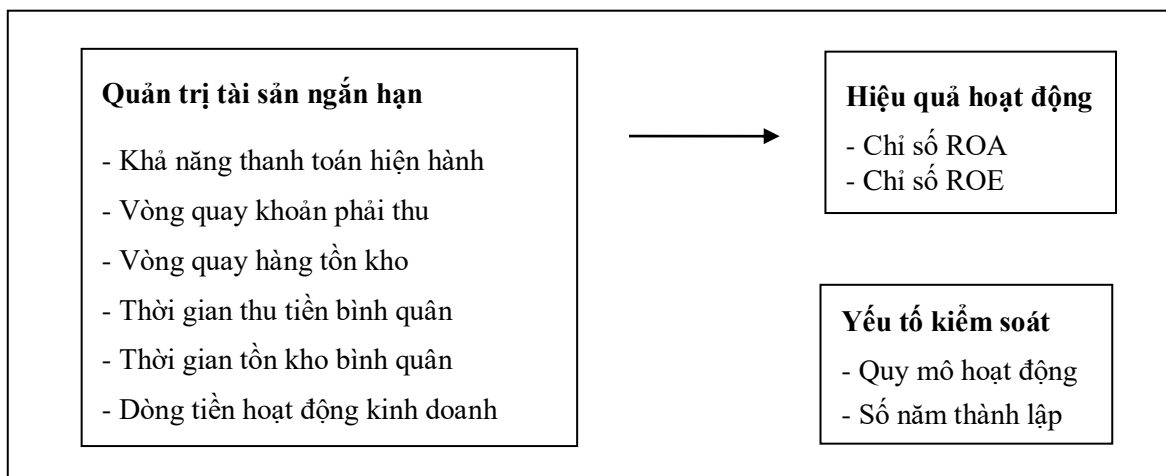 Quản trị tài sản ngắn hạn
- Khả năng thanh toán hiện hành
- Vòng quay khoản phải thu
- Vòng quay hàng tồn kho
- Thời gian thu tiền bình quân
- Thời gian tồn kho bình quân
- Dòng tiền hoạt động kinh doanh
Hiệu quả hoạt động
- Chỉ số ROA
- Chỉ số ROE
Yếu tố kiểm soát
- Quy mô hoạt động
- Số năm thành lập